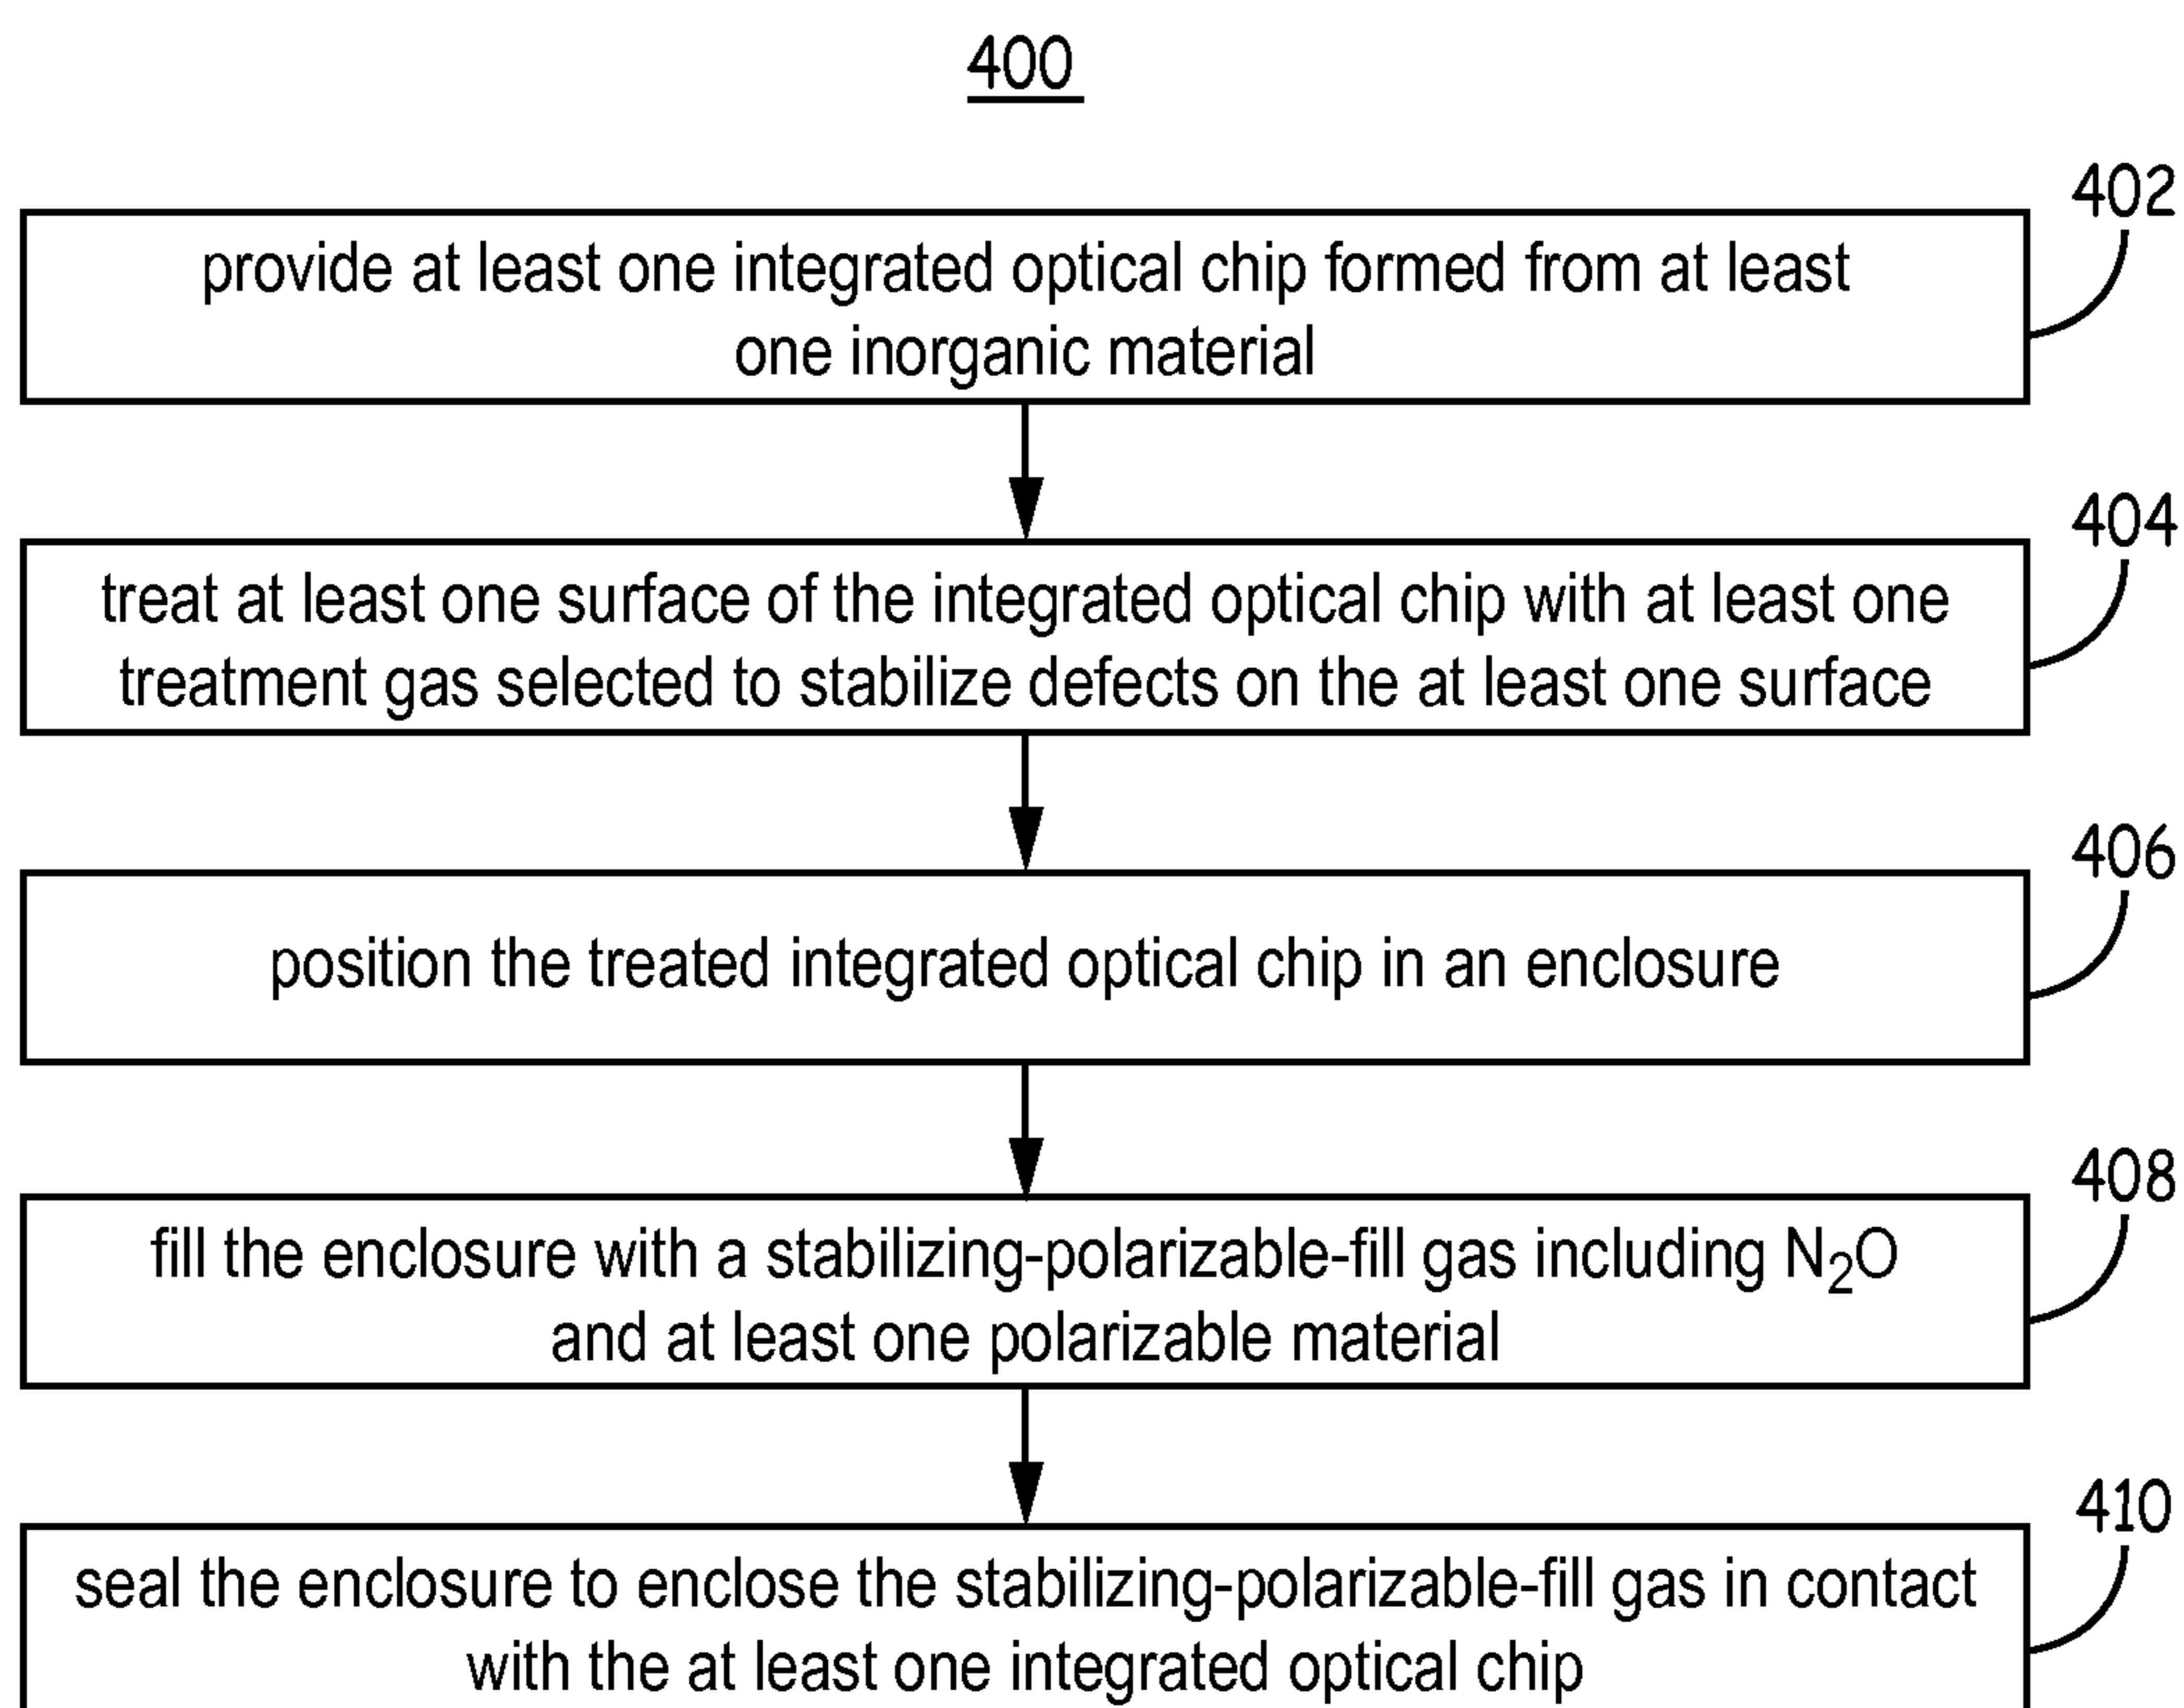 400
402
provide at least one integrated optical chip formed from at least
one inorganic material
404
treat at least one surface of the integrated optical chip with at least one
treatment gas selected to stabilize defects on the at least one surface
406
position the treated integrated optical chip in an enclosure
408
fill the enclosure with a stabilizing-polarizable-fill gas including N₂O
and at least one polarizable material
410
seal the enclosure to enclose the stabilizing-polarizable-fill gas in contact
with the at least one integrated optical chip